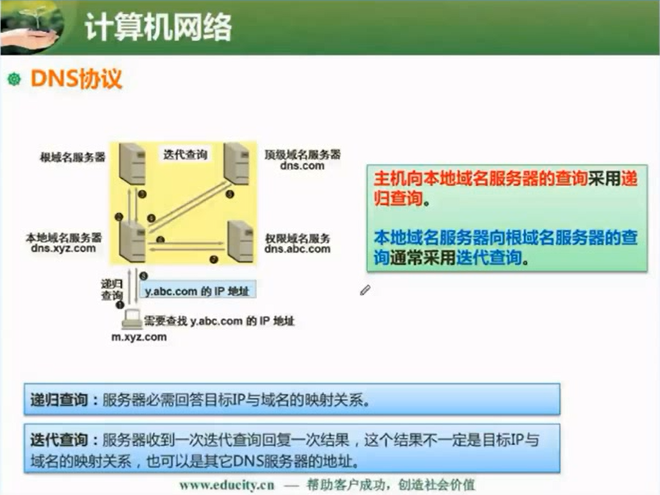 计算机网络
DNS协议
根域名服务器
迭代查询
顶级域名服务器
dns.com
❸
❷
❹
❺
本地域名服务器
dns.xyz.com
❻
❼
权限域名服务
dns.abc.com
主机向本地域名服务器的查询采用递
归查询。
本地域名服务器向根域名服务器的查
询通常采用迭代查询。
递归
查询
❽
❶
y.abc.com 的 IP 地址
需要查找 y.abc.com 的 IP 地址
m.xyz.com
递归查询：服务器必需回答目标IP与域名的映射关系。
迭代查询：服务器收到一次迭代查询回复一次结果，这个结果不一定是目标IP与
域名的映射关系，也可以是其它DNS服务器的地址。
www.educity.cn — 帮助客户成功，创造社会价值